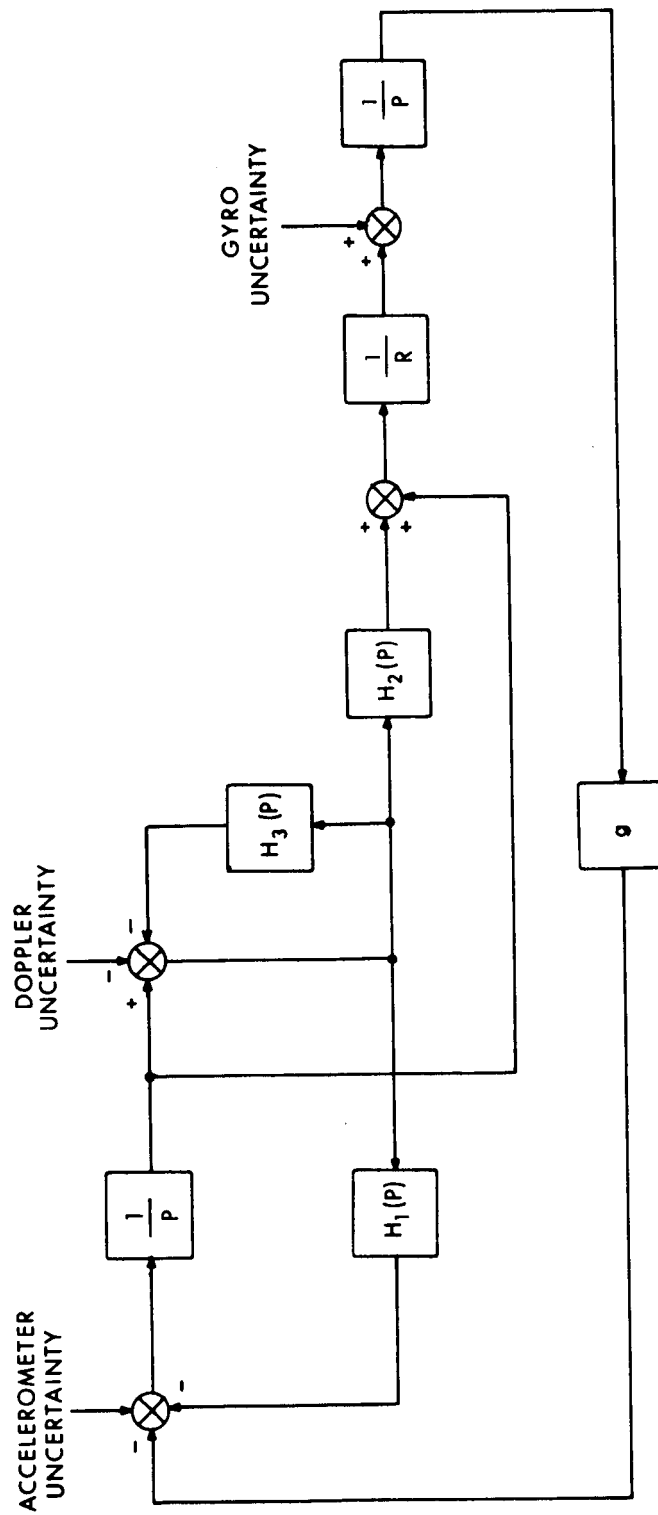 ACCELEROMETER
UNCERTAINTY
DOPPLER
UNCERTAINTY
GYRO
UNCERTAINTY
-
-
1
P
+
-
-
H3 (P)
H1 (P)
H2 (P)
+
+
1
R
+
+
1
P
g